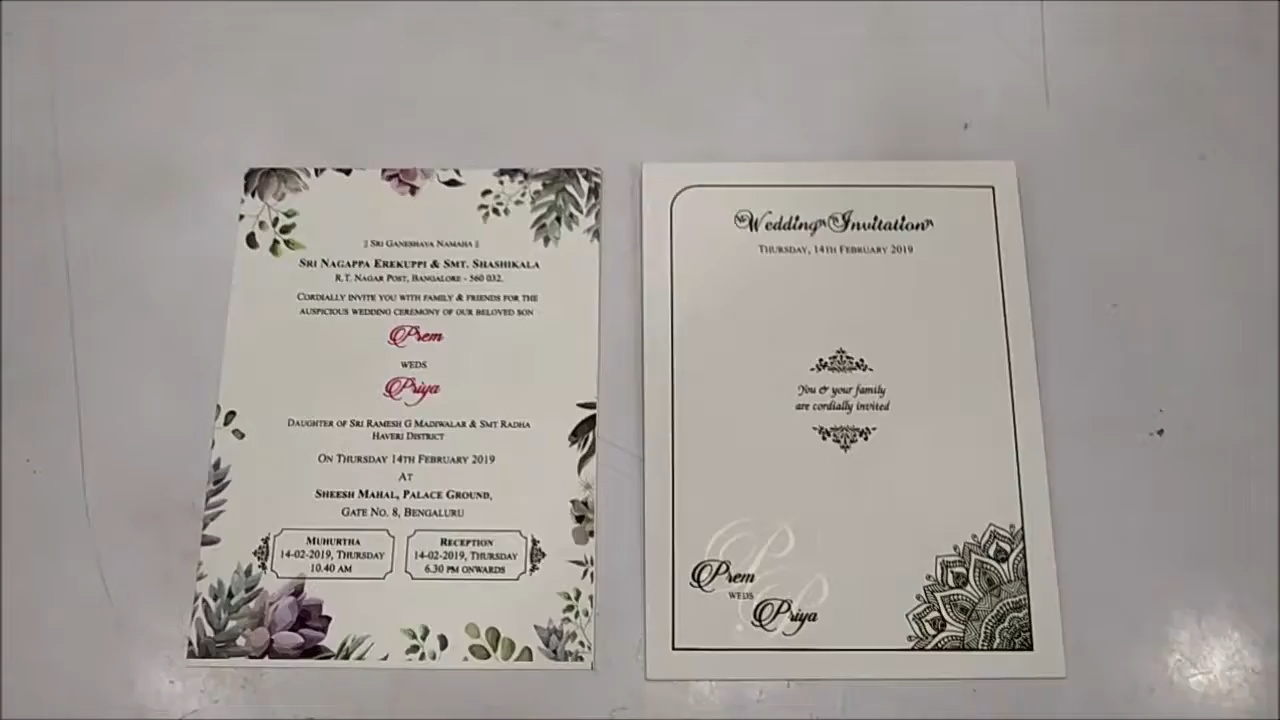 || Sri Ganeshaya Namaha ||
Sri Nagappa Erekuppi & Smt. Shashikala
R.T. Nagar Post, Bangalore - 560 032.
Cordially invite you with family & friends for the
auspicious wedding ceremony of our beloved son
Prem
weds
Priya
Daughter of Sri Ramesh G Madiwalar & Smt Radha
Haveri District
On Thursday 14th February 2019
At
Sheesh Mahal, Palace Ground,
Gate No. 8, Bengaluru
Muhurtha
14-02-2019, Thursday
10.40 am
Reception
14-02-2019, Thursday
6.30 pm onwards
Wedding Invitation
Thursday, 14th February 2019
You & your family
are cordially invited
P
P
Prem
weds
Priya